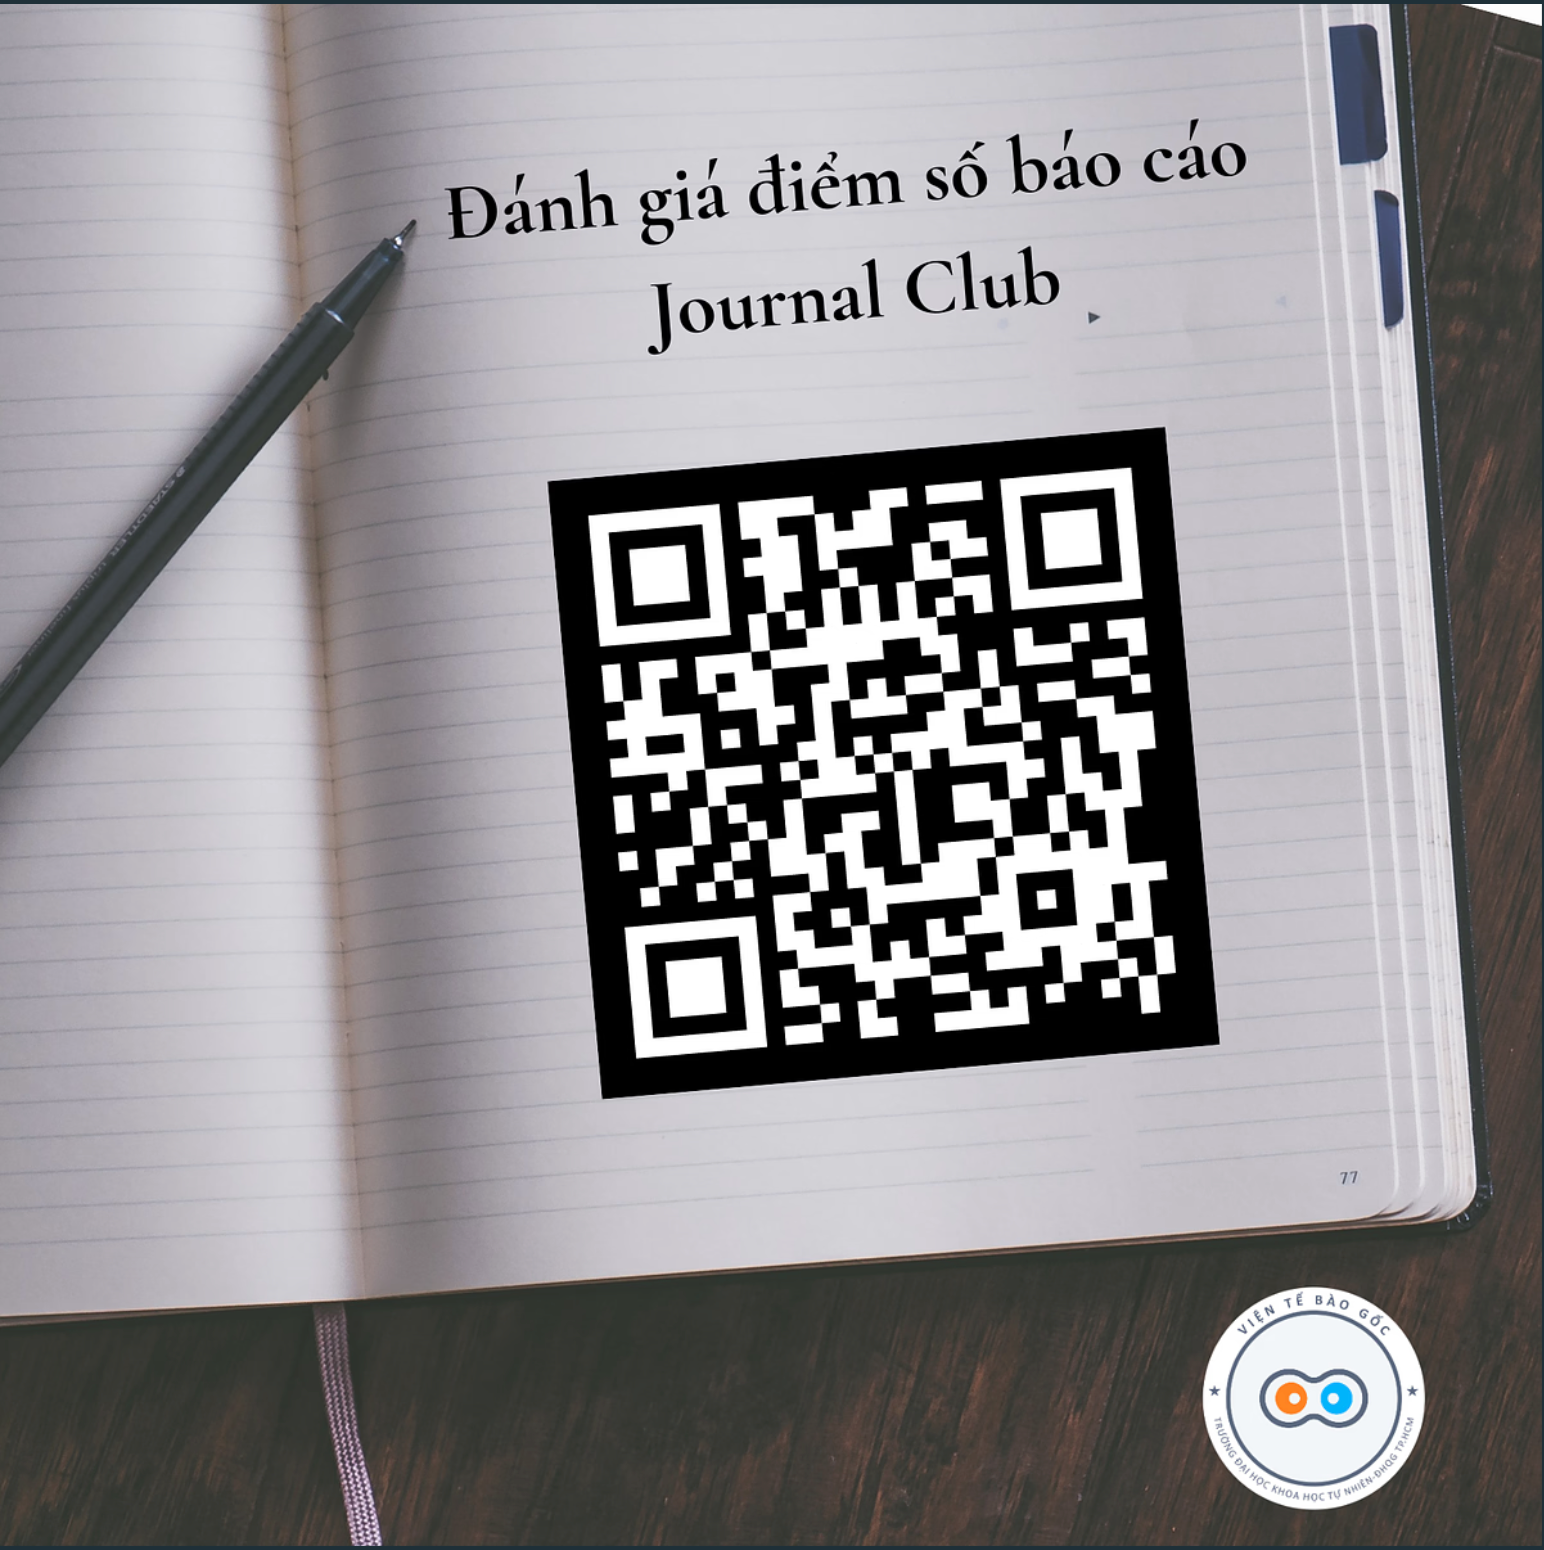 Đánh giá điểm số báo cáo
Journal Club
STAEDTLER
77
VIỆN TẾ BÀO GỐC
TRƯỜNG ĐẠI HỌC KHOA HỌC TỰ NHIÊN-ĐHQG TP.HCM